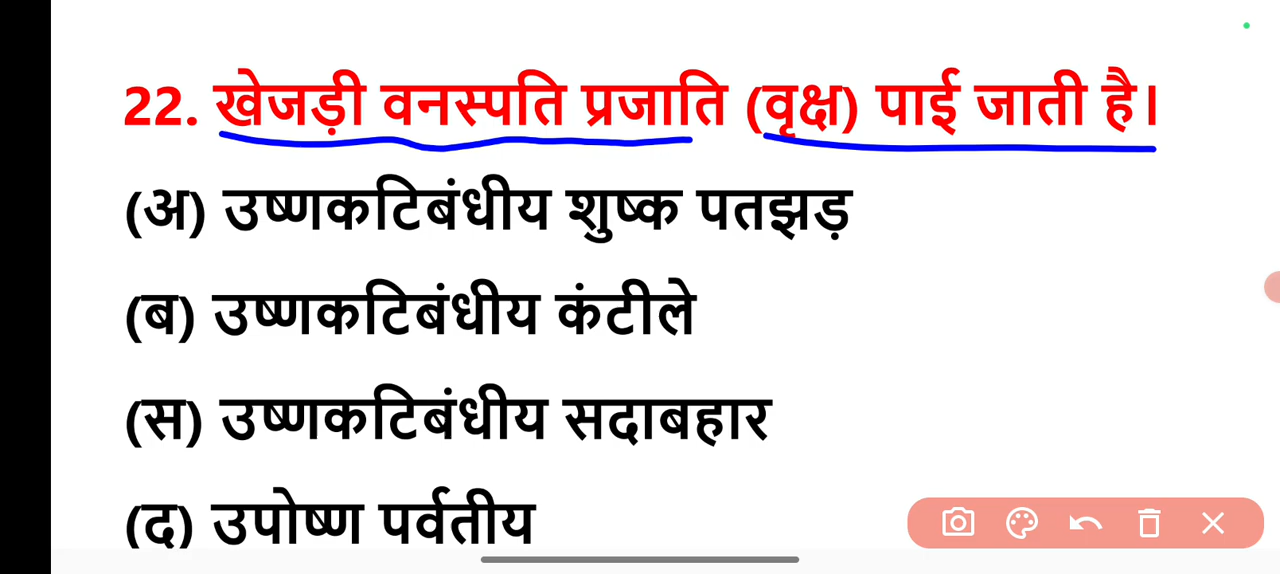 22. खेजड़ी वनस्पति प्रजाति (वृक्ष) पाई जाती है।
(अ) उष्णकटिबंधीय शुष्क पतझड़
(ब) उष्णकटिबंधीय कंटीले
(स) उष्णकटिबंधीय सदाबहार
(द) उपोष्ण पर्वतीय